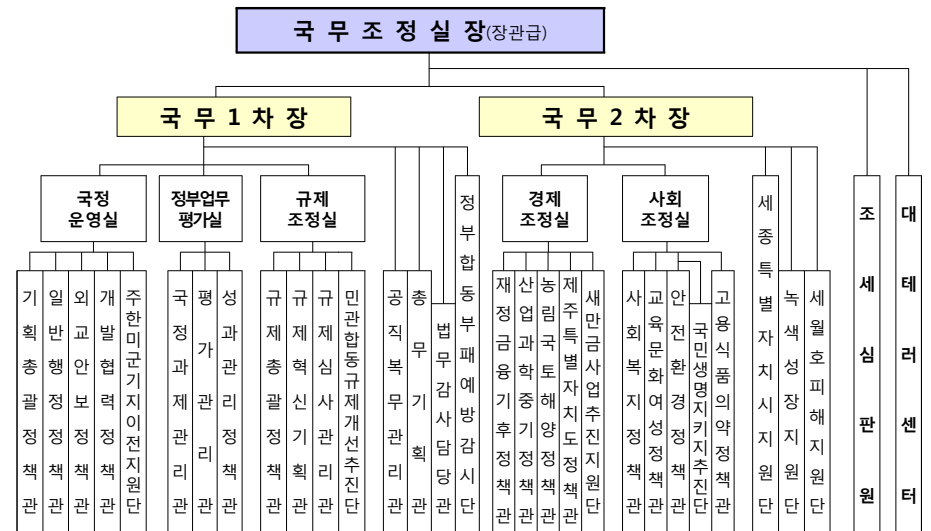 국 무 조 정 실 장(장관급)
국 무 1 차 장
국 무 2 차 장
국정
운영실
정부업무
평가실
규제
조정실
경제
조정실
사회
조정실
기획총괄정책관
일반행정정책관
외교안보정책관
개발협력정책관
주한미군기지이전지원단
국정과제관리관
평가관리관
성과관리정책관
규제총괄정책관
규제혁신기획관
규제심사관리관
민관합동규제개선추진단
공직복무관리관
총무기획관
법무감사담당관
정부합동부패예방감시단
재정금융기후정책관
산업과학중기정책관
농림국토해양정책관
제주특별자치도정책관
새만금사업추진지원단
사회복지정책관
교육문화여성정책관
안전환경정책관
국민생명지키기추진단
고용식품의약정책관
세종특별자치시지원단
녹색성장지원단
세월호피해지원단
조세심판원
대테러센터